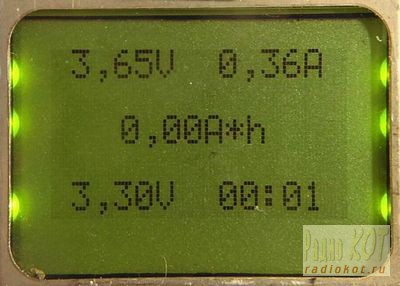 3,65V 0,36A
0,00A*h
3,30V 00:01
Радио КОТ
radiokot.ru